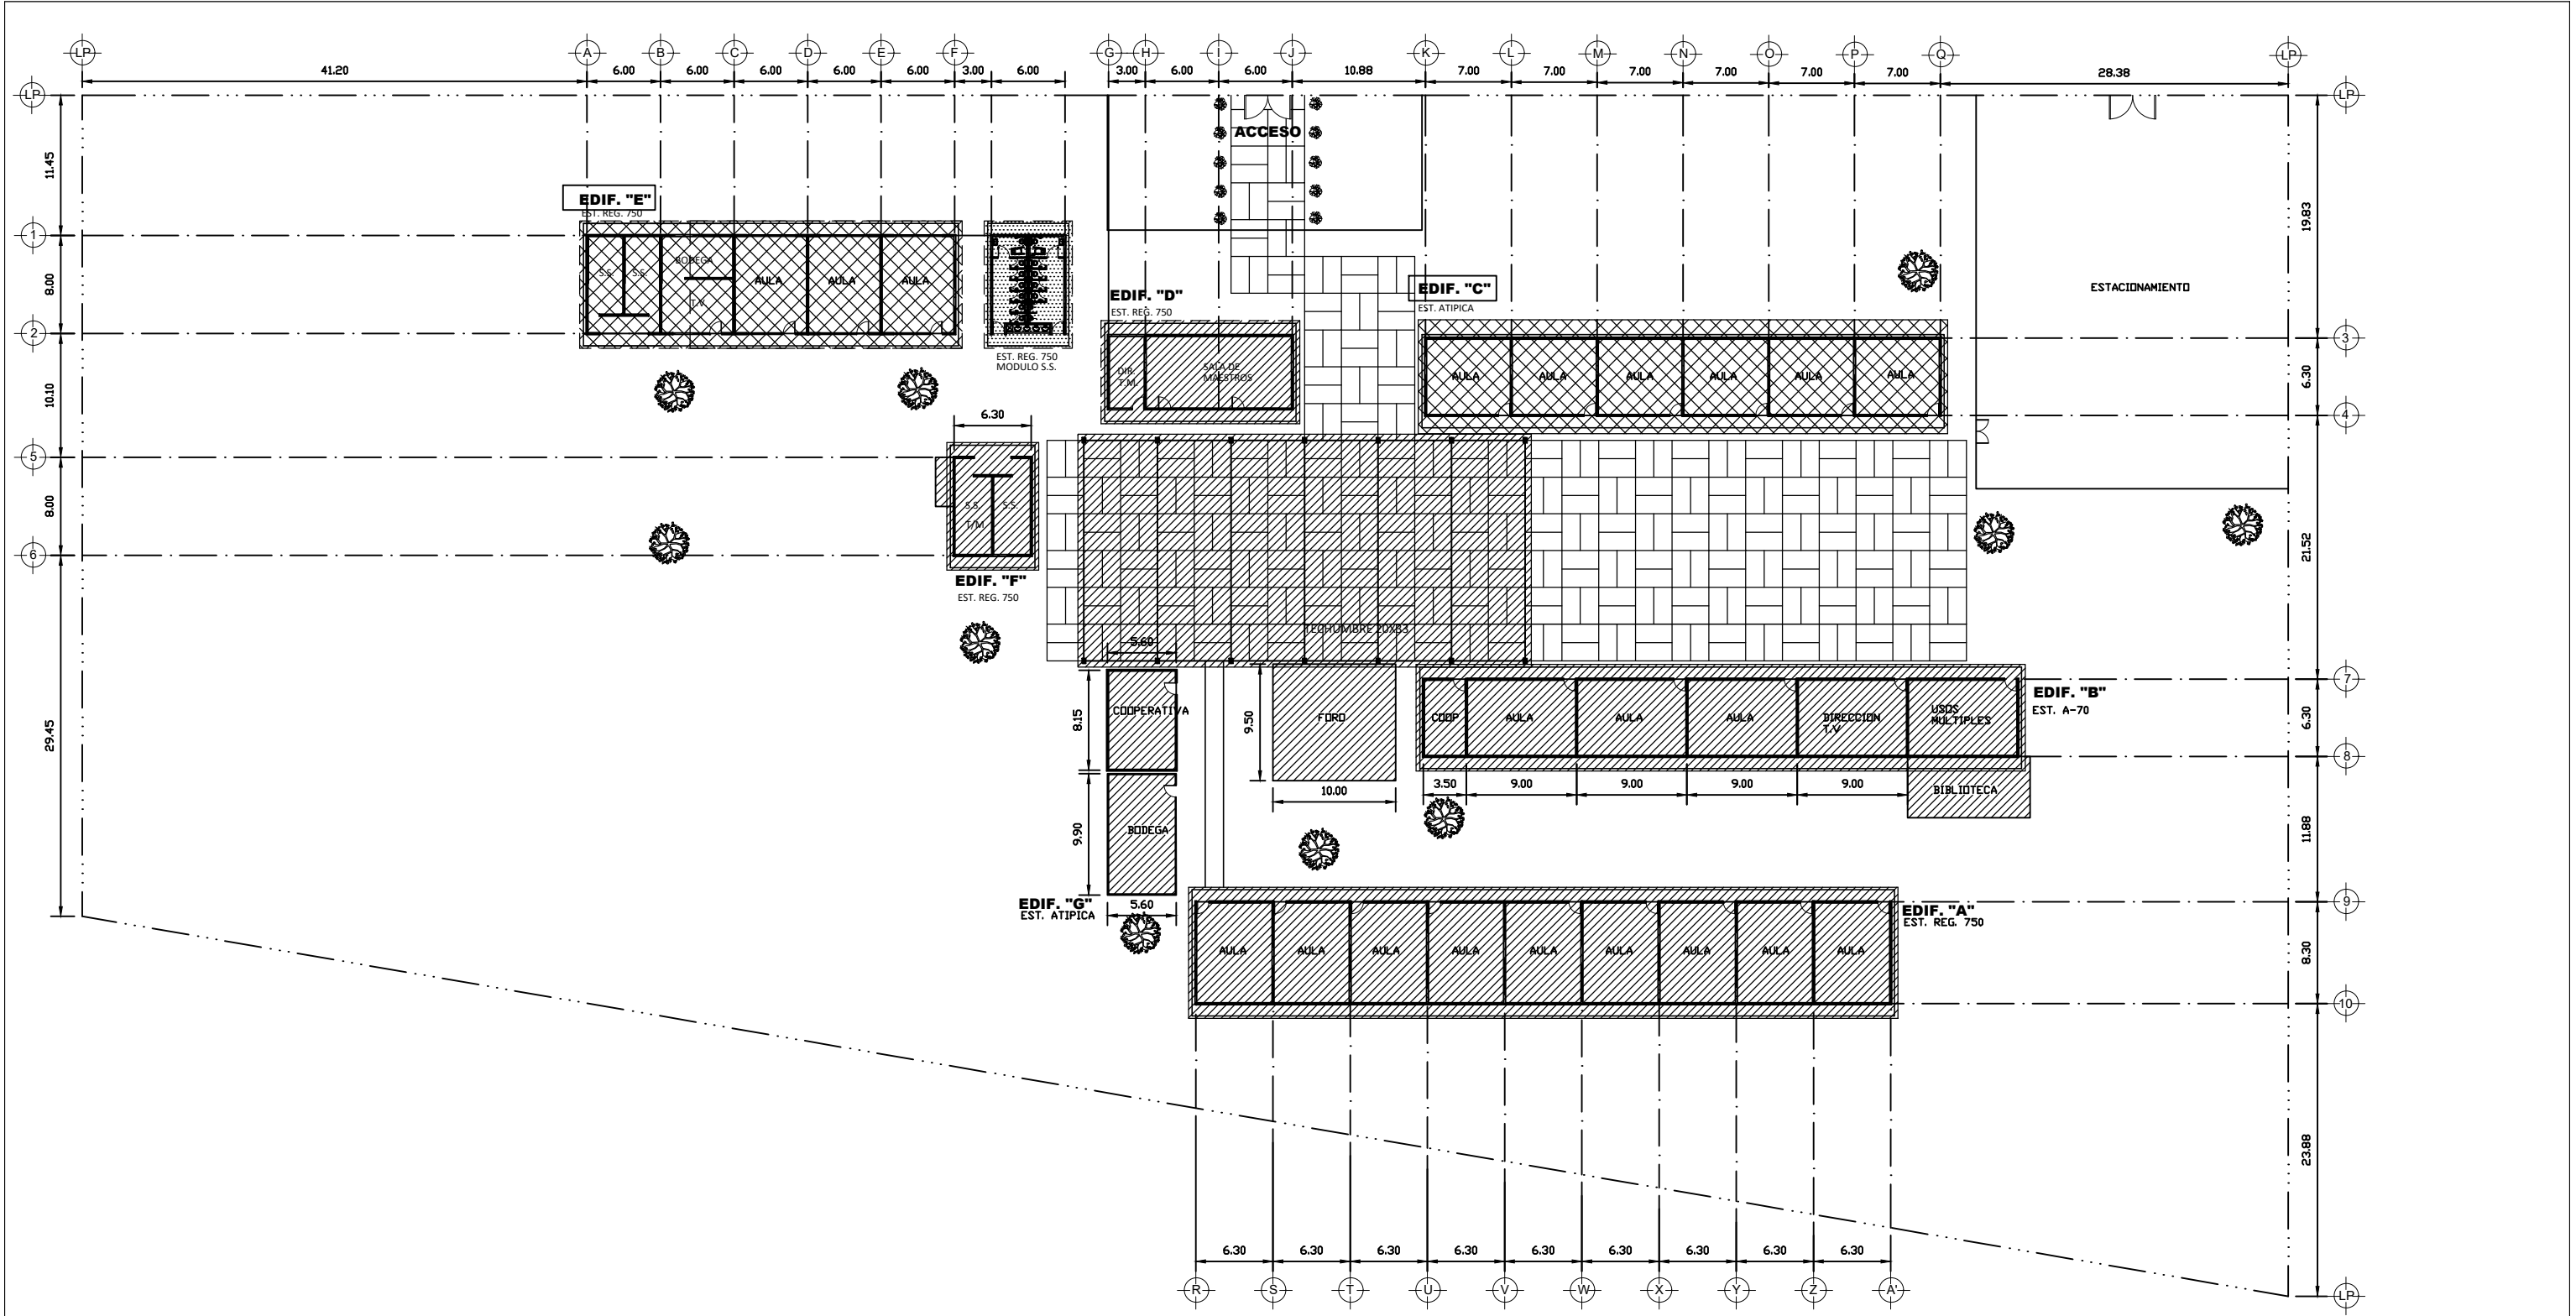 LP A B C D E F G H I J K L M N O P Q LP
41.20 6.00 6.00 6.00 6.00 6.00 3.00 6.00 3.00 6.00 6.00 10.88 7.00 7.00 7.00 7.00 7.00 7.00 28.38
LP LP
ACCESO
11.45
19.83
EDIF. "E"
EST. REG. 750
1
8.00
S.S. S.S. BODEGA AULA AULA AULA
T.V
ESTACIONAMIENTO
EDIF. "D"
EST. REG. 750
EDIF. "C"
EST. ATIPICA
2
3
EST. REG. 750
MODULO S.S.
DIR.
T.M.
SALA DE
MAESTROS
AULA AULA AULA AULA AULA AULA
6.30
10.10
6.30
4
5
8.00
S.S. S.S.
T/M
21.52
6
EDIF. "F"
EST. REG. 750
TECHUMBRE 20X33
5.60
7
EDIF. "B"
EST. A-70
COOPERATIVA
8.15
9.50
FORO
COOP AULA AULA AULA DIRECCION
T.V
USOS
MULTIPLES
6.30
29.45
8
10.00
3.50 9.00 9.00 9.00 9.00
BIBLIOTECA
9.90
BODEGA
11.88
EDIF. "G"
EST. ATIPICA
5.60
9
EDIF. "A"
EST. REG. 750
AULA AULA AULA AULA AULA AULA AULA AULA AULA
8.30
10
23.88
6.30 6.30 6.30 6.30 6.30 6.30 6.30 6.30 6.30
R S T U V W X Y Z A' LP